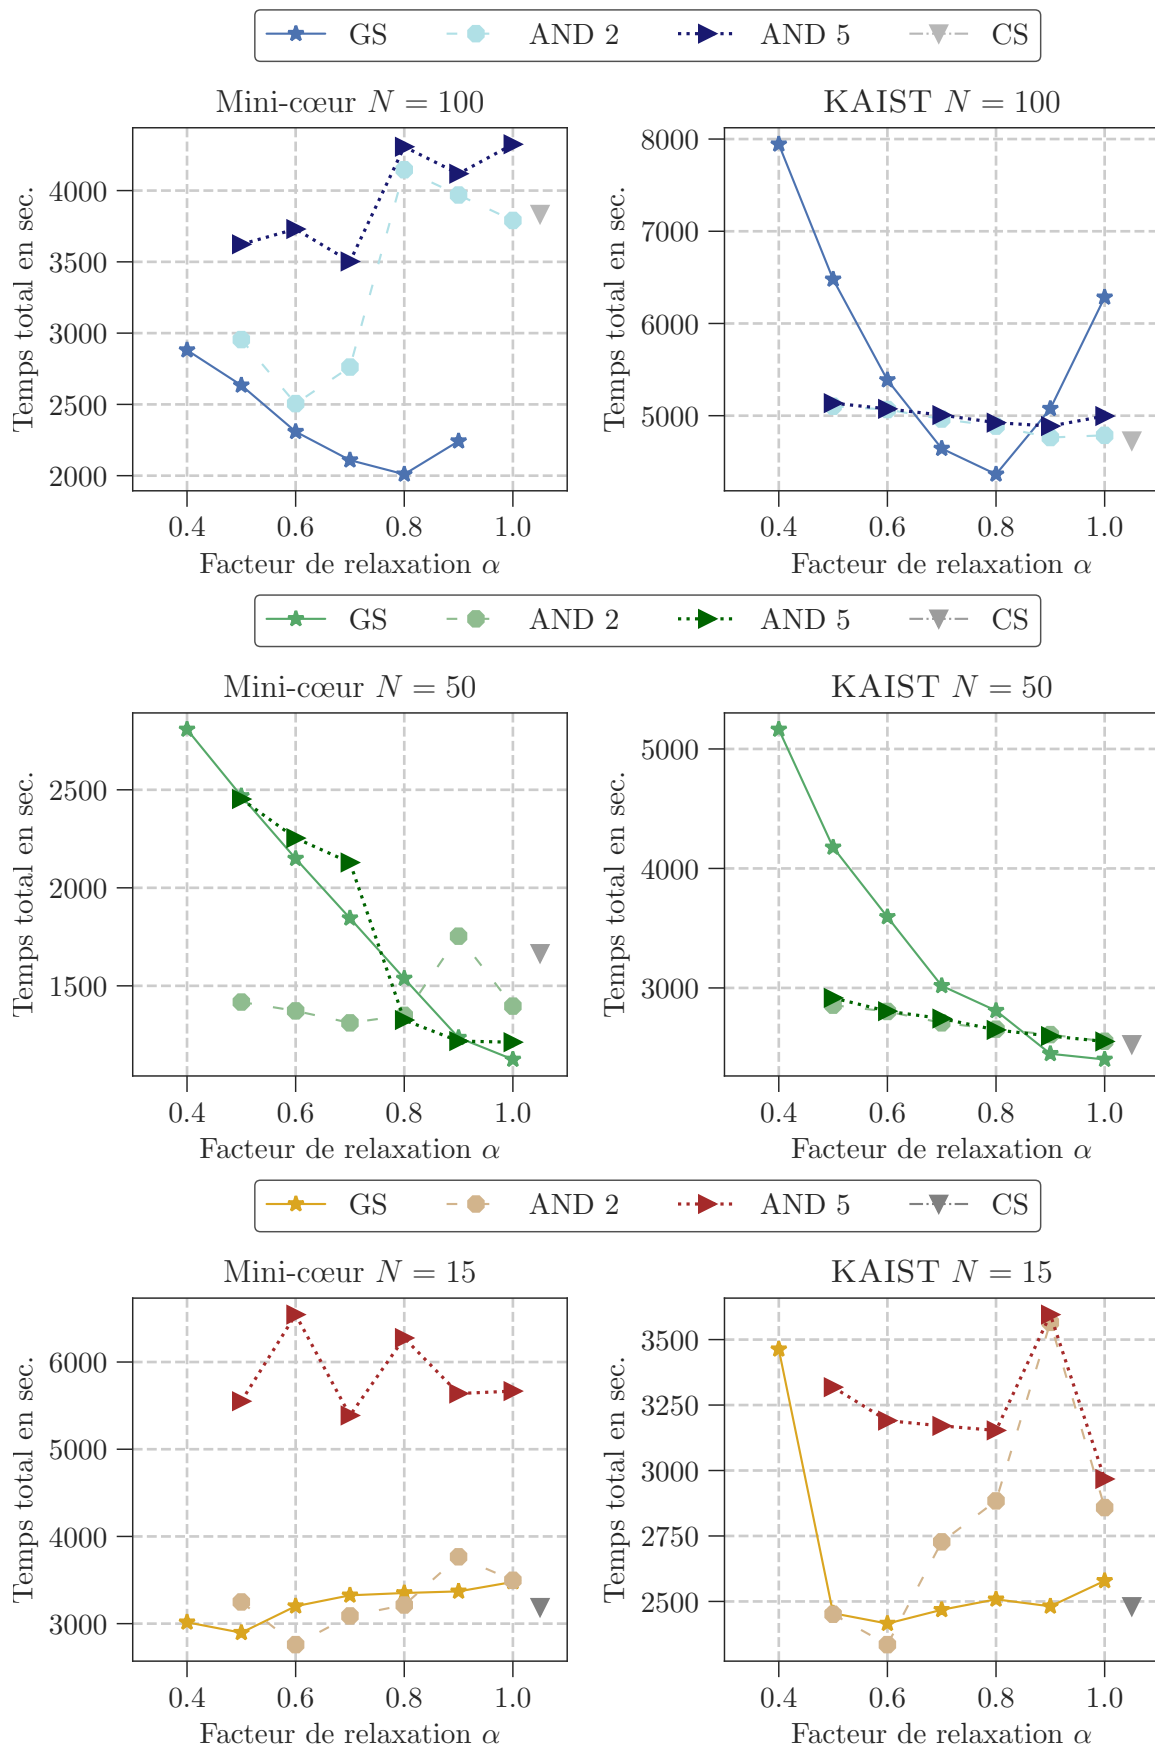 GS AND 2 AND 5 CS
Mini-cœur N = 100
Temps total en sec.
4000
3500
3000
2500
2000
0.4 0.6 0.8 1.0
Facteur de relaxation α
KAIST N = 100
Temps total en sec.
8000
7000
6000
5000
0.4 0.6 0.8 1.0
Facteur de relaxation α
GS AND 2 AND 5 CS
Mini-cœur N = 50
Temps total en sec.
2500
2000
1500
0.4 0.6 0.8 1.0
Facteur de relaxation α
KAIST N = 50
Temps total en sec.
5000
4000
3000
0.4 0.6 0.8 1.0
Facteur de relaxation α
GS AND 2 AND 5 CS
Mini-cœur N = 15
Temps total en sec.
6000
5000
4000
3000
0.4 0.6 0.8 1.0
Facteur de relaxation α
KAIST N = 15
Temps total en sec.
3500
3250
3000
2750
2500
0.4 0.6 0.8 1.0
Facteur de relaxation α